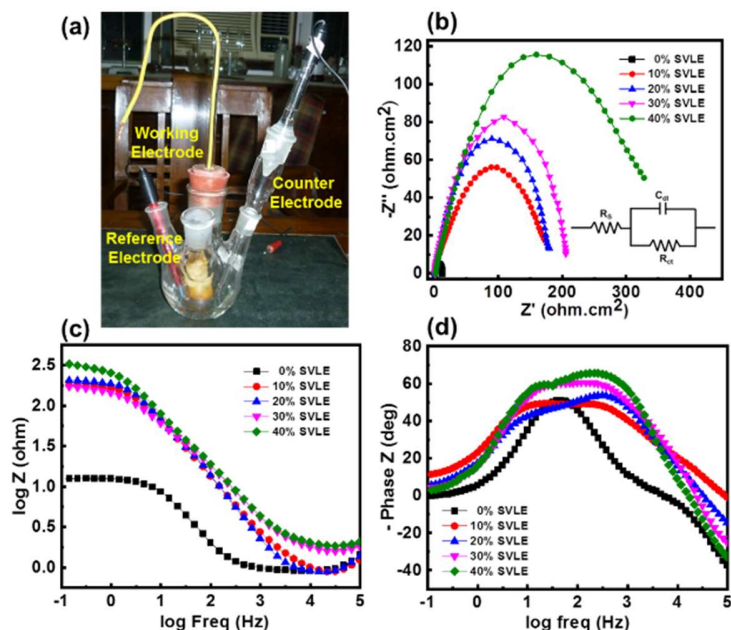 (a)
Working
Electrode
Counter
Electrode
Reference
Electrode
(b)
120
100
80
60
40
20
0
-Z'' (ohm.cm²)
0% SVLE
10% SVLE
20% SVLE
30% SVLE
40% SVLE
Rs
Cdl
Rct
0 100 200 300 400
Z' (ohm.cm²)
(c)
2.5
2.0
1.5
1.0
0.5
0.0
log Z (ohm)
0% SVLE
10% SVLE
20% SVLE
30% SVLE
40% SVLE
-1 0 1 2 3 4 5
log Freq (Hz)
(d)
80
60
40
20
0
-20
-40
- Phase Z (deg)
0% SVLE
10% SVLE
20% SVLE
30% SVLE
40% SVLE
-1 0 1 2 3 4 5
log freq (Hz)